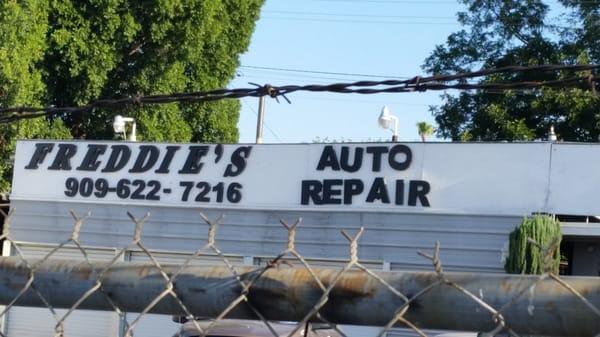 FREDDIE'S
909-622-7216
AUTO
REPAIR